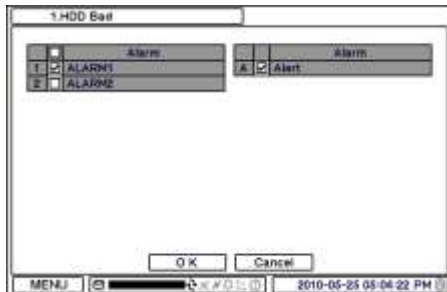 1.HDD Bad
Alarm
1 ALARM1
2 ALARM2
Alarm
A Alert
OK Cancel
MENU 2010-05-25 05:04:22 PM